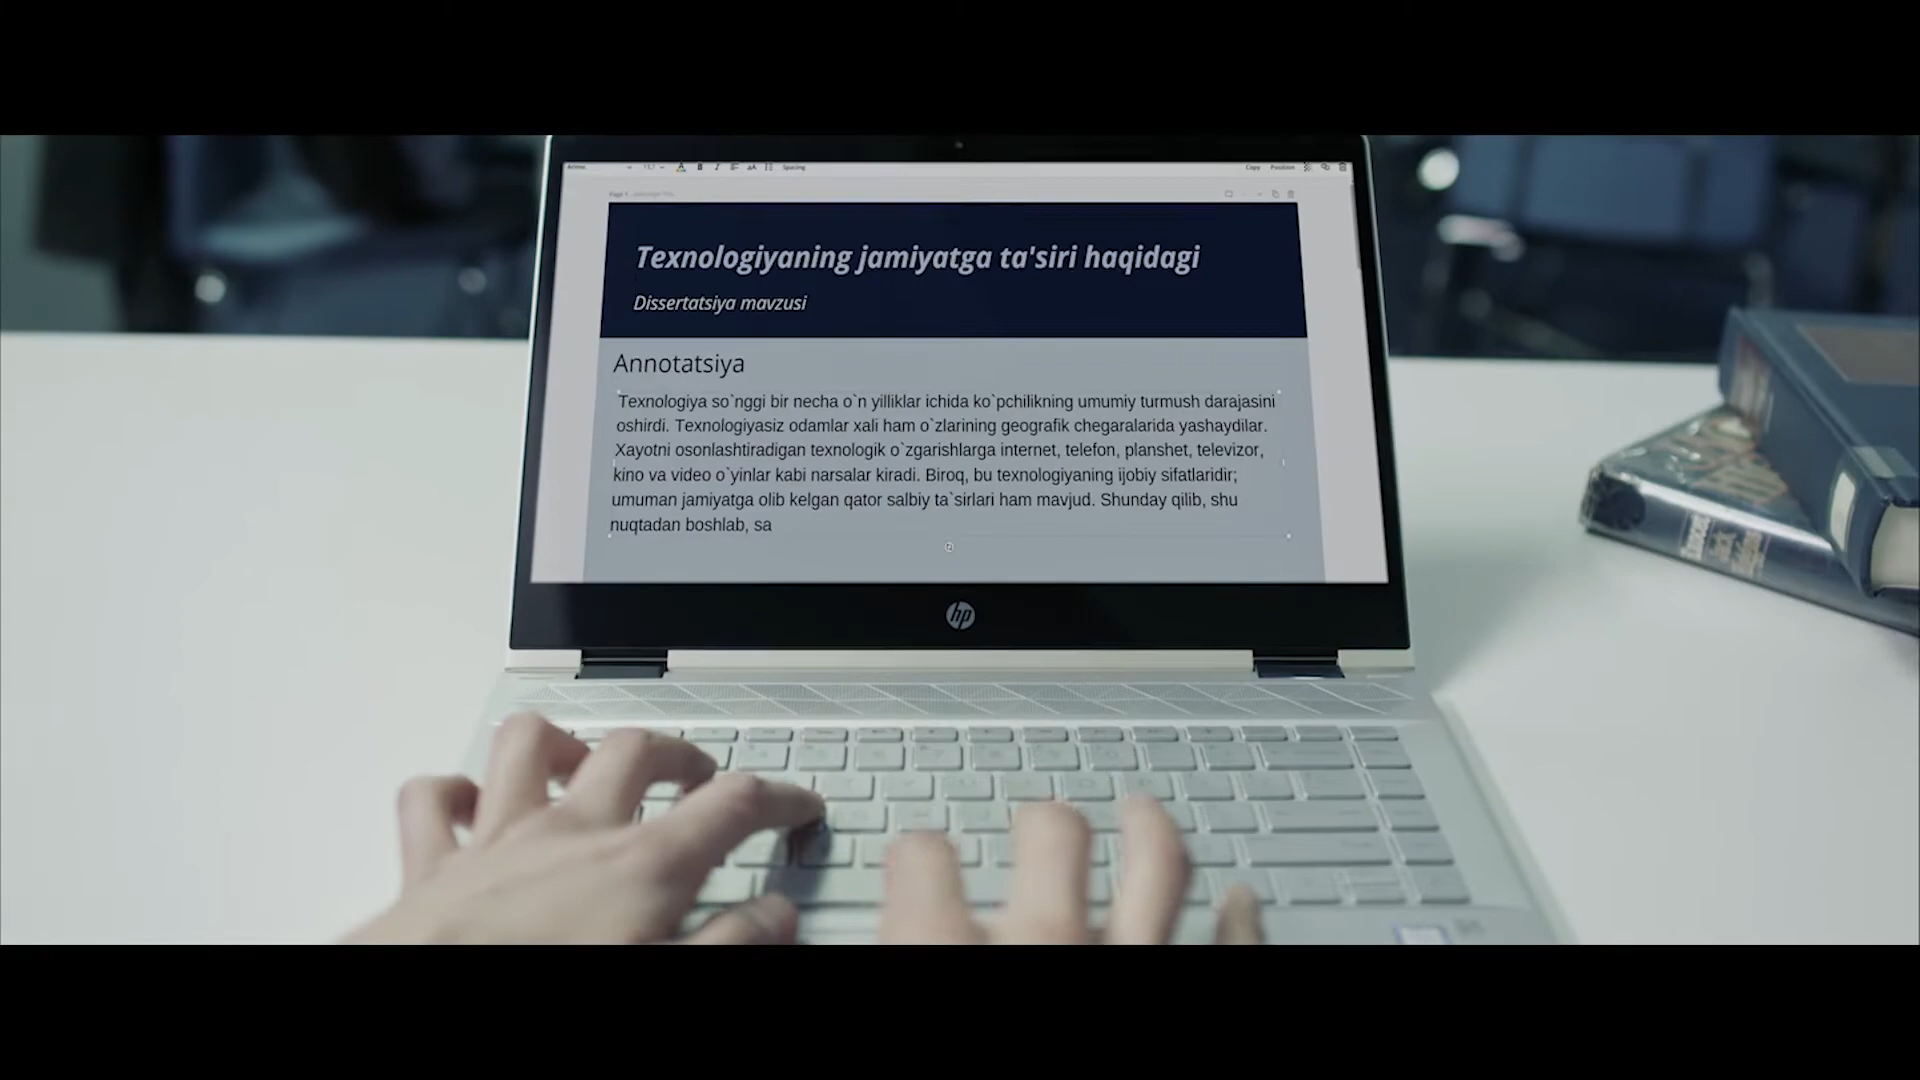 Spacing
Copy
Position
Texnologiyaning jamiyatga ta'siri haqidagi
Dissertatsiya mavzusi
Annotatsiya
Texnologiya so`nggi bir necha o`n yilliklar ichida ko`pchilikning umumiy turmush darajasini
oshirdi. Texnologiyasiz odamlar xali ham o`zlarining geografik chegaralarida yashaydilar.
Xayotni osonlashtiradigan texnologik o`zgarishlarga internet, telefon, planshet, televizor,
kino va video o`yinlar kabi narsalar kiradi. Biroq, bu texnologiyaning ijobiy sifatlaridir;
umuman jamiyatga olib kelgan qator salbiy ta`sirlari ham mavjud. Shunday qilib, shu
nuqtadan boshlab, sa
hp